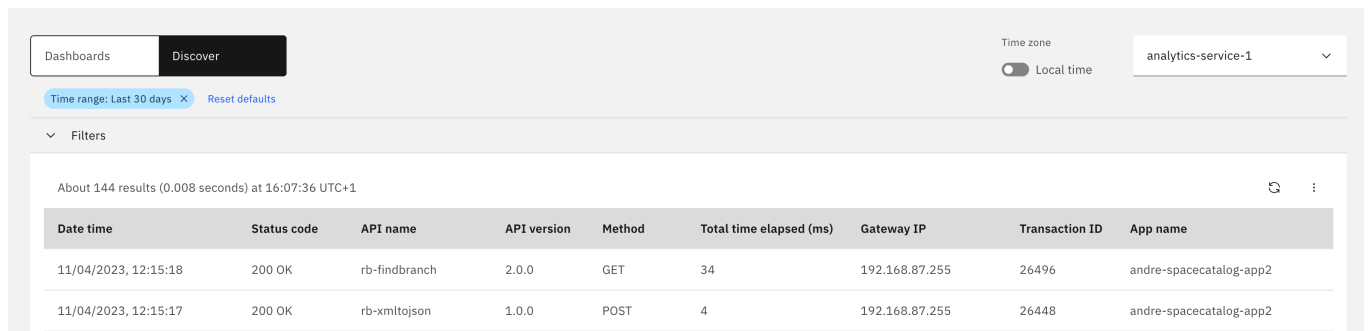 Dashboards Discover Time zone Local time analytics-service-1
Time range: Last 30 days Reset defaults
Filters
About 144 results (0.008 seconds) at 16:07:36 UTC+1
Date time Status code API name API version Method Total time elapsed (ms) Gateway IP Transaction ID App name
11/04/2023, 12:15:18 200 OK rb-findbranch 2.0.0 GET 34 192.168.87.255 26496 andre-spacecatalog-app2
11/04/2023, 12:15:17 200 OK rb-xmltojson 1.0.0 POST 4 192.168.87.255 26448 andre-spacecatalog-app2